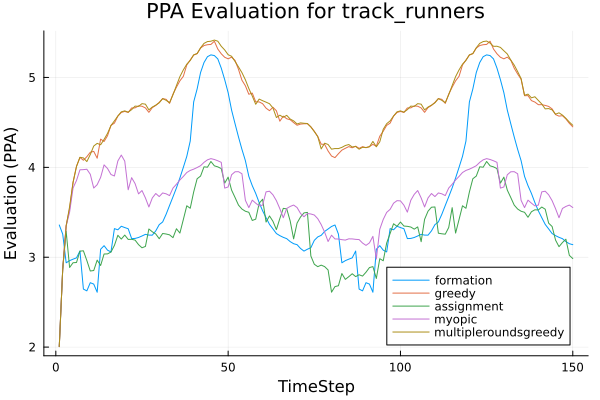 PPA Evaluation for track_runners
Evaluation (PPA)
5
4
3
2
0
50
100
150
TimeStep
formation
greedy
assignment
myopic
multipleroundsgreedy